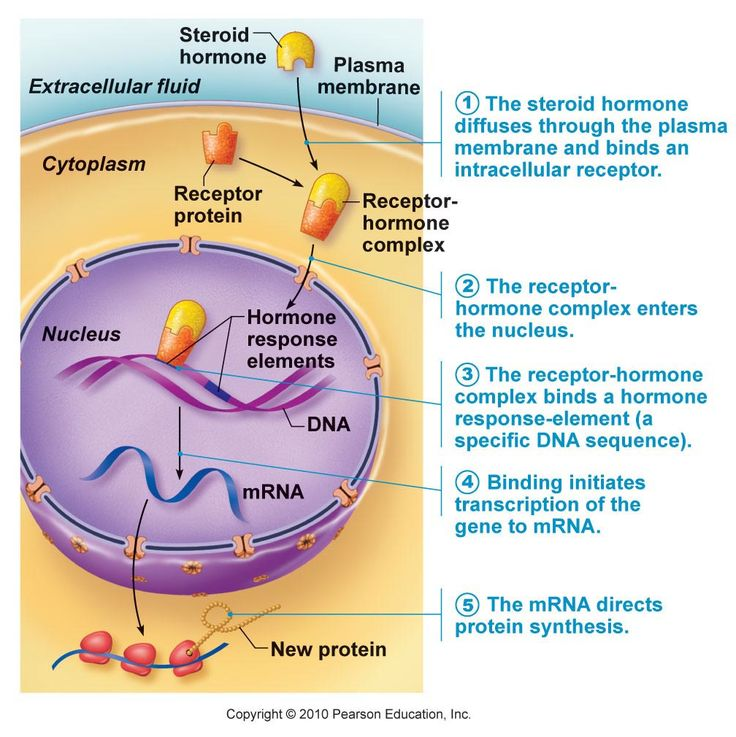 Steroid
hormone
Plasma
membrane
Extracellular fluid
① The steroid hormone
diffuses through the plasma
membrane and binds an
intracellular receptor.
Cytoplasm
Receptor
protein
Receptor-
hormone
complex
② The receptor-
hormone complex enters
the nucleus.
Nucleus
Hormone
response
elements
③ The receptor-hormone
complex binds a hormone
response-element (a
specific DNA sequence).
DNA
mRNA
④ Binding initiates
transcription of the
gene to mRNA.
⑤ The mRNA directs
protein synthesis.
New protein
Copyright © 2010 Pearson Education, Inc.